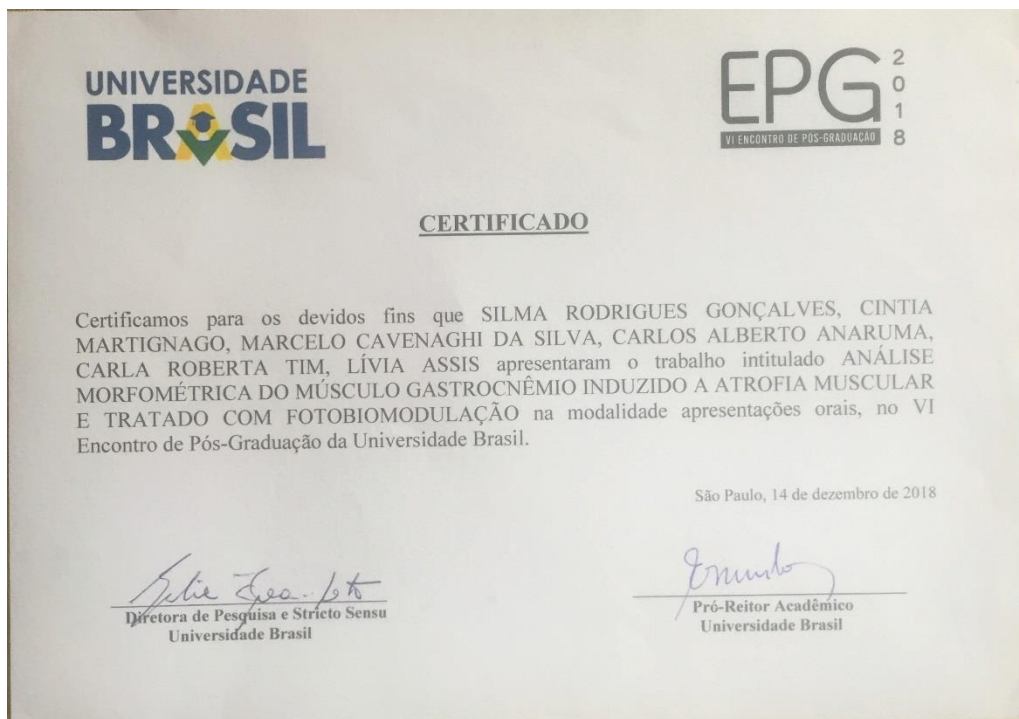 UNIVERSIDADE
BRASIL
EPG 2018
VI ENCONTRO DE PÓS-GRADUAÇÃO
CERTIFICADO
Certificamos para os devidos fins que SILMA RODRIGUES GONÇALVES, CINTIA
MARTIGNAGO, MARCELO CAVENAGHI DA SILVA, CARLOS ALBERTO ANARUMA,
CARLA ROBERTA TIM, LÍVIA ASSIS apresentaram o trabalho intitulado ANÁLISE
MORFOMÉTRICA DO MÚSCULO GASTROCNÊMIO INDUZIDO A ATROFIA MUSCULAR
E TRATADO COM FOTOBIOMODULAÇÃO na modalidade apresentações orais, no VI
Encontro de Pós-Graduação da Universidade Brasil.
São Paulo, 14 de dezembro de 2018
Diretora de Pesquisa e Stricto Sensu
Universidade Brasil
Pró-Reitor Acadêmico
Universidade Brasil